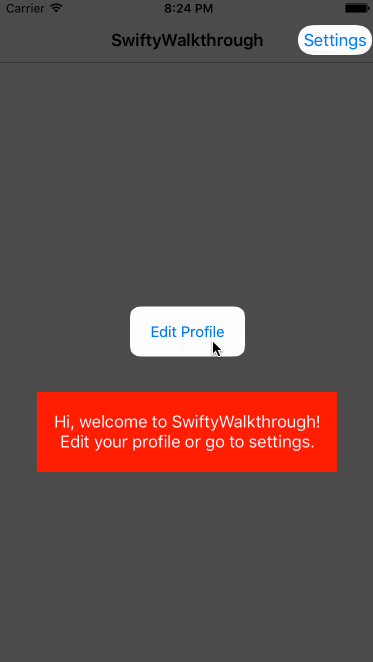 Carrier 8:24 PM
SwiftyWalkthrough Settings
Edit Profile
Hi, welcome to SwiftyWalkthrough!
Edit your profile or go to settings.